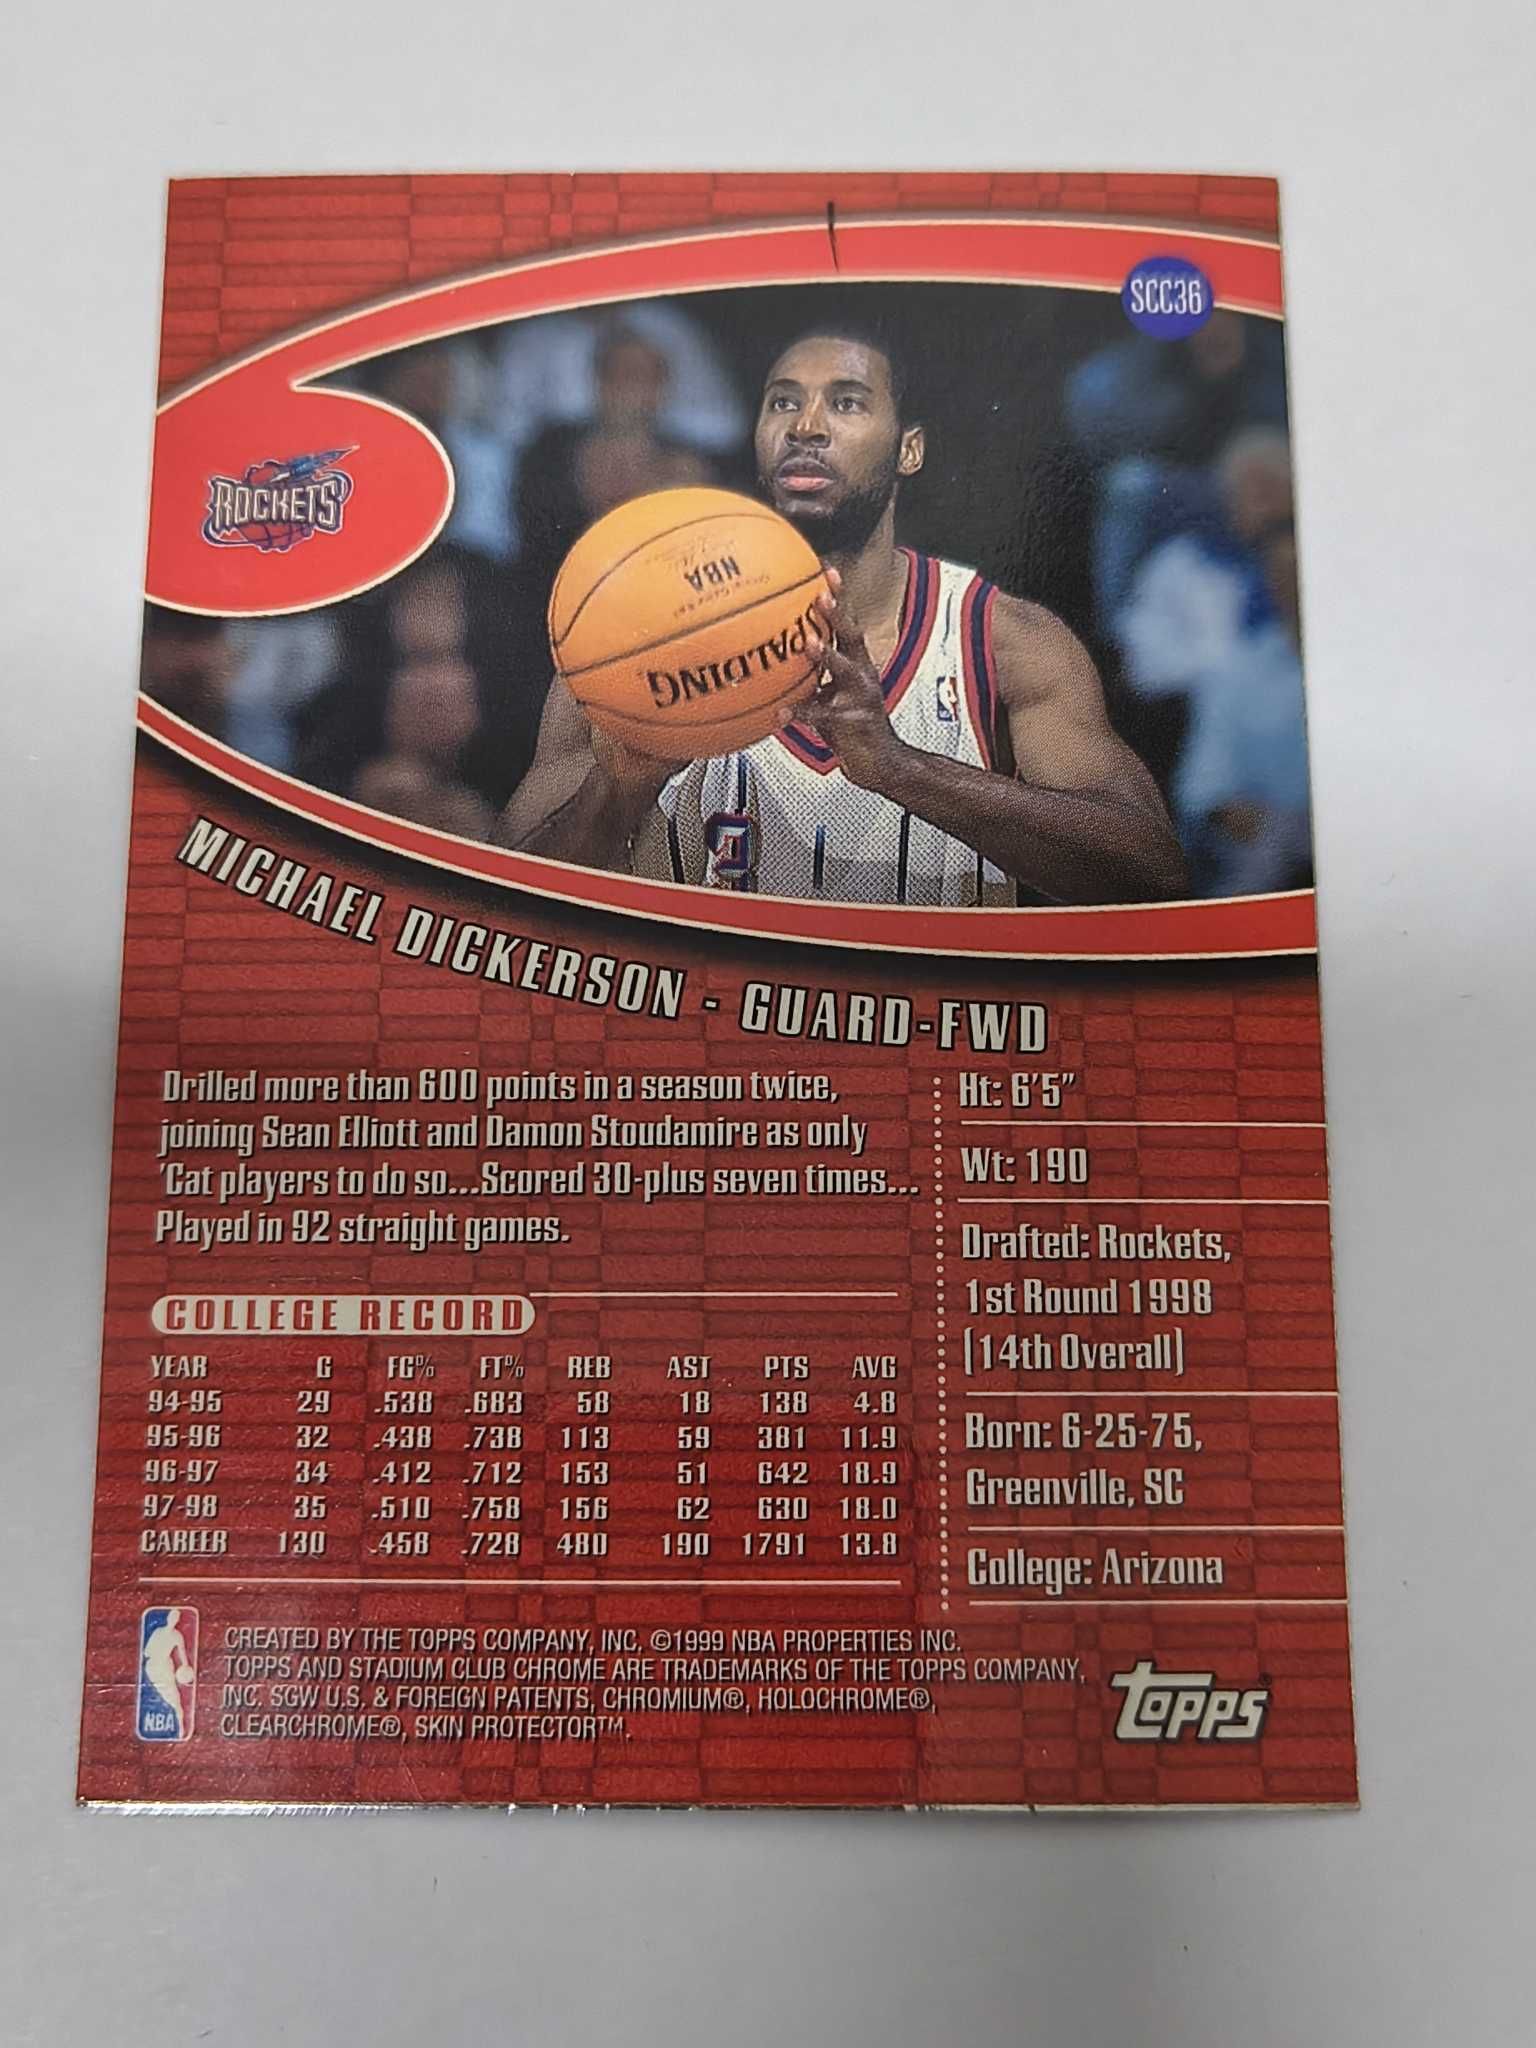 SCC36
ROCKETS
NBA
SPALDING
MICHAEL DICKERSON - GUARD-FWD
Drilled more than 600 points in a season twice,
joining Sean Elliott and Damon Stoudamire as only
'Cat players to do so...Scored 30-plus seven times...
Played in 92 straight games.
Ht: 6'5"
Wt: 190
Drafted: Rockets,
1st Round 1998
(14th Overall)
Born: 6-25-75,
Greenville, SC
College: Arizona
COLLEGE RECORD
YEAR G FG% FT% REB AST PTS AVG
94-95 29 .538 .683 58 18 138 4.8
95-96 32 .438 .738 113 59 381 11.9
96-97 34 .412 .712 153 51 642 18.9
97-98 35 .510 .758 156 62 630 18.0
CAREER 130 .458 .728 480 190 1791 13.8
NBA
CREATED BY THE TOPPS COMPANY, INC. ©1999 NBA PROPERTIES INC.
TOPPS AND STADIUM CLUB CHROME ARE TRADEMARKS OF THE TOPPS COMPANY,
INC. SGW U.S. & FOREIGN PATENTS, CHROMIUM®, HOLOCHROME®,
CLEARCHROME®, SKIN PROTECTOR™.
TOPPS®